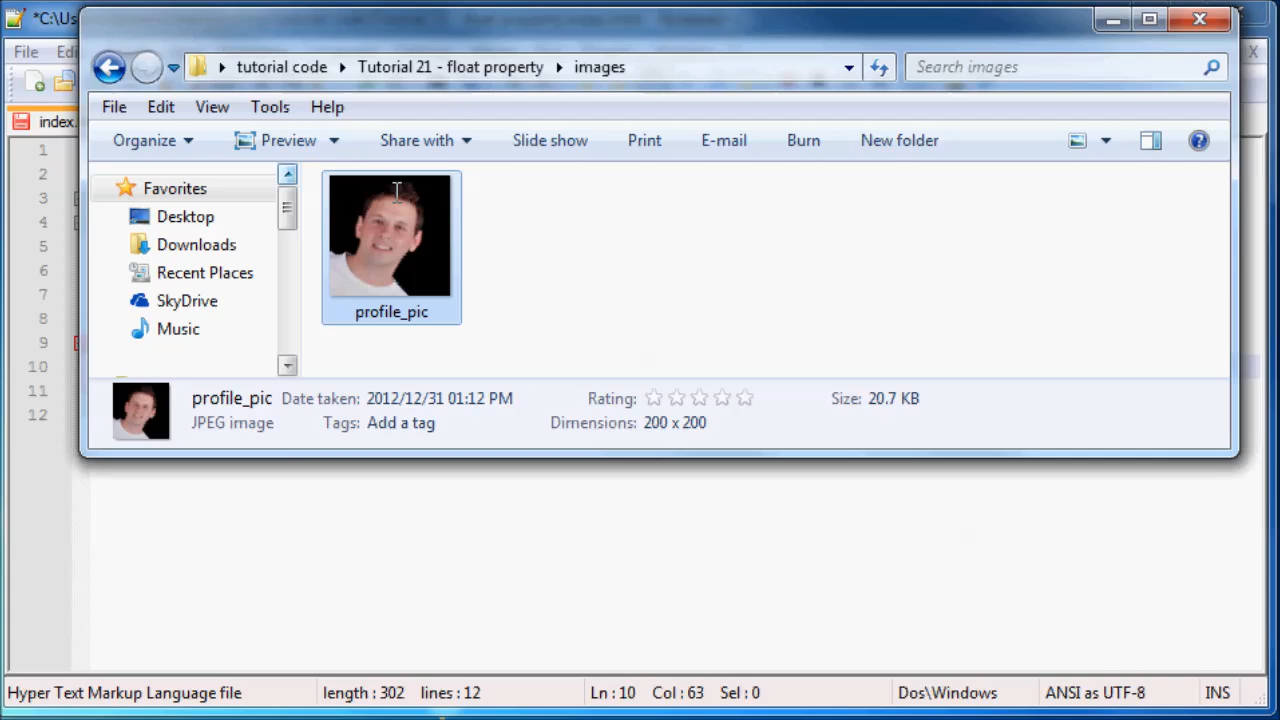 *C:\Us
File Edi
tutorial code Tutorial 21 - float property images
Search images
X
File Edit View Tools Help
Organize Preview Share with Slide show Print E-mail Burn New folder
index.
1
2
3
4
5
6
7
8
9
10
11
12
Favorites
Desktop
Downloads
Recent Places
SkyDrive
Music
profile_pic
profile_pic Date taken: 2012/12/31 01:12 PM Rating: Size: 20.7 KB
JPEG image Tags: Add a tag Dimensions: 200 x 200
Hyper Text Markup Language file length : 302 lines : 12 Ln : 10 Col : 63 Sel : 0 Dos\Windows ANSI as UTF-8 INS